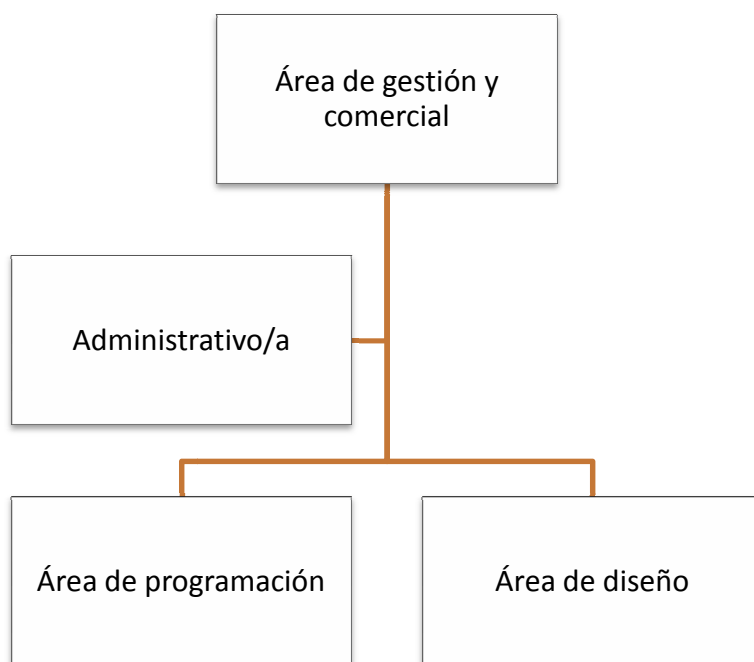 Área de gestión y
comercial
Administrativo/a
Área de programación
Área de diseño